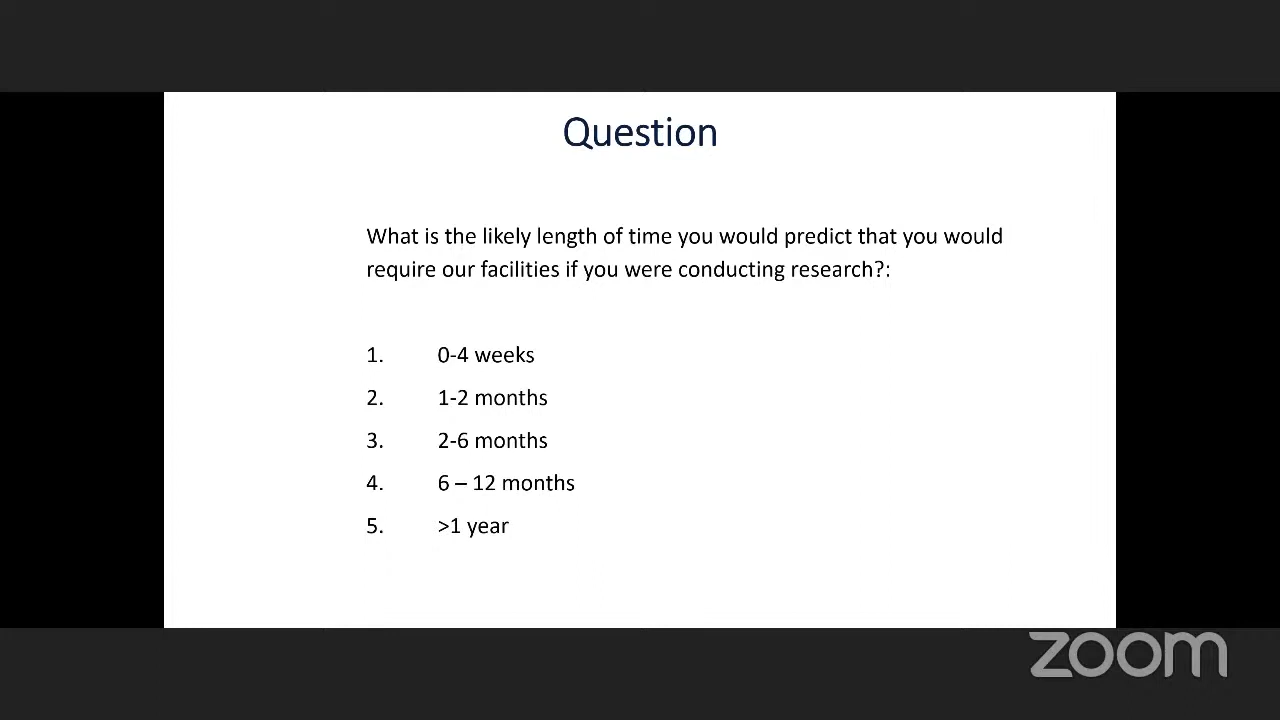 Question
What is the likely length of time you would predict that you would
require our facilities if you were conducting research?:
1. 0-4 weeks
2. 1-2 months
3. 2-6 months
4. 6 – 12 months
5. >1 year
zoom